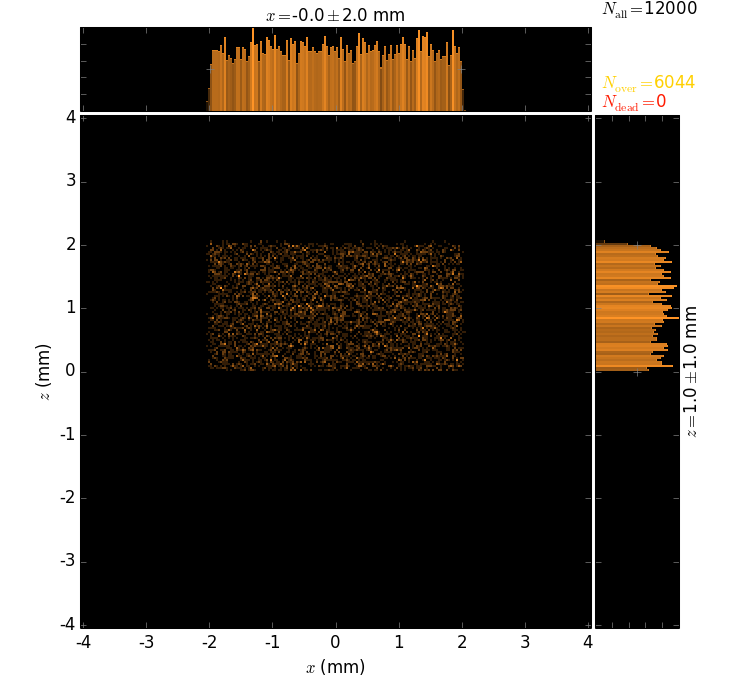 x = -0.0 ± 2.0 mm
N_all = 12000
N_over = 6044
N_dead = 0
4
3
2
1
0
-1
-2
-3
-4
z (mm)
z = 1.0 ± 1.0 mm
-4 -3 -2 -1 0 1 2 3 4
x (mm)